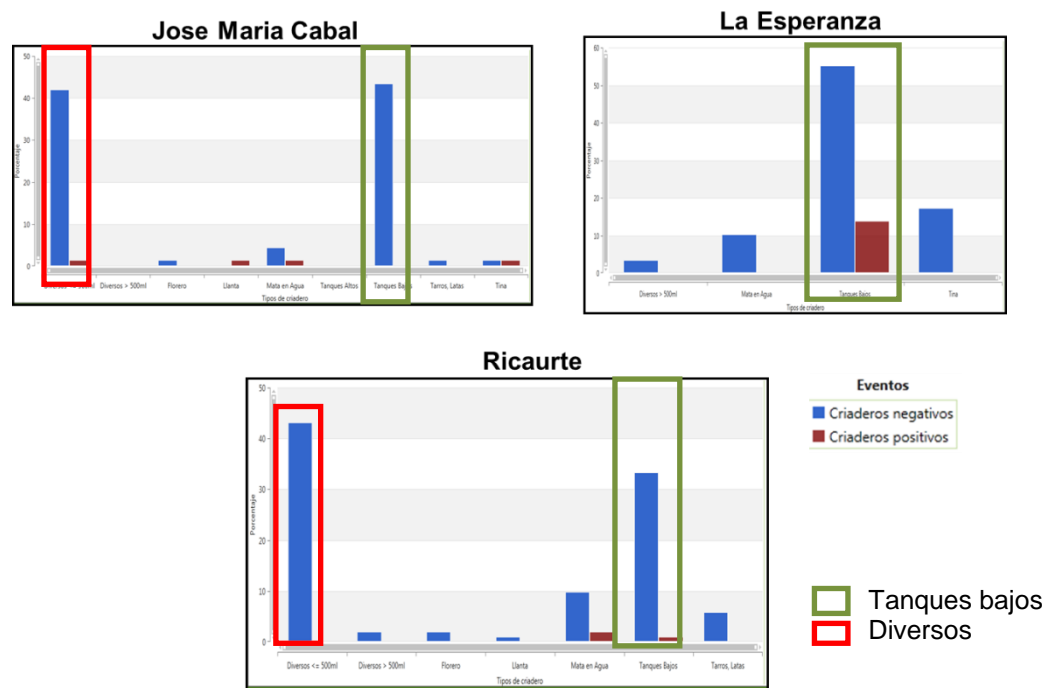 Jose Maria Cabal
La Esperanza
50
40
30
20
10
0
Porcentaje
Diversos <= 500ml
Diversos > 500ml
Florero
Llanta
Mata en Agua
Tanques Altos
Tanques Bajos
Tarros, Latas
Tina
Tipos de criadero
60
50
40
30
20
10
0
Porcentaje
Diversos > 500ml
Mata en Agua
Tanques Bajos
Tina
Tipos de criadero
Ricaurte
50
40
30
20
10
0
Porcentaje
Diversos <= 500ml
Diversos > 500ml
Florero
Llanta
Mata en Agua
Tanques Bajos
Tarros, Latas
Tipos de criadero
Eventos
Criaderos negativos
Criaderos positivos
Tanques bajos
Diversos